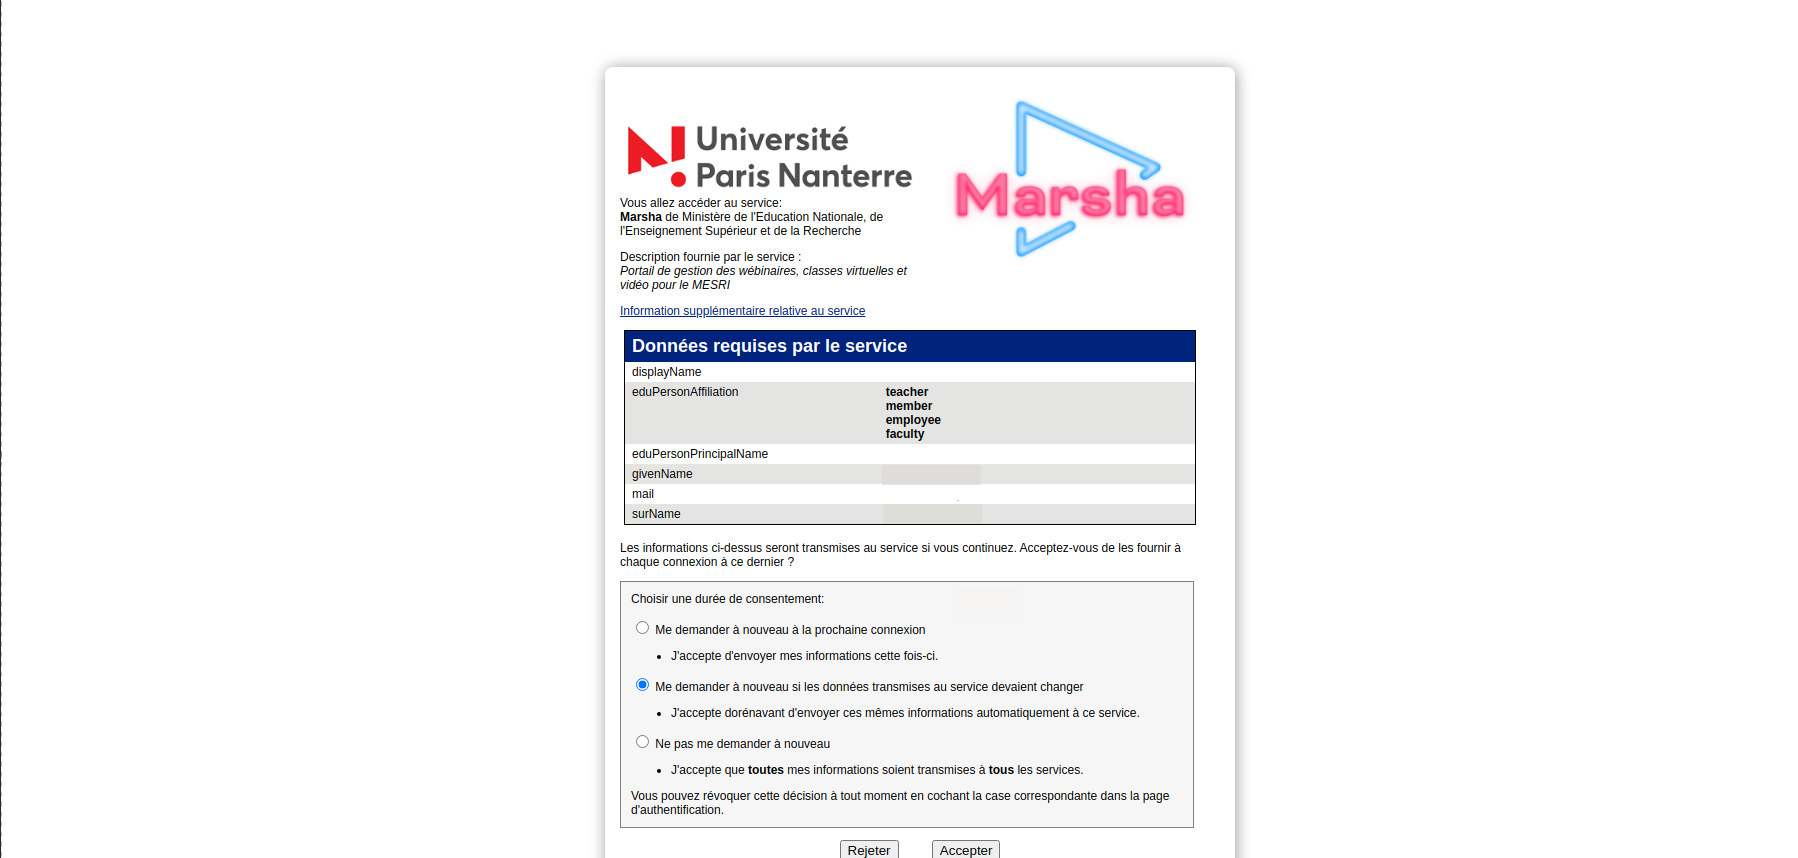 Université
Paris Nanterre
Marsha
Vous allez accéder au service:
Marsha de Ministère de l'Education Nationale, de
l'Enseignement Supérieur et de la Recherche
Description fournie par le service :
Portail de gestion des wébinaires, classes virtuelles et
vidéo pour le MESRI
Information supplémentaire relative au service
Données requises par le service
displayName
eduPersonAffiliation teacher
member
employee
faculty
eduPersonPrincipalName
givenName
mail
surName
Les informations ci-dessus seront transmises au service si vous continuez. Acceptez-vous de les fournir à
chaque connexion à ce dernier ?
Choisir une durée de consentement:
Me demander à nouveau à la prochaine connexion
• J'accepte d'envoyer mes informations cette fois-ci.
Me demander à nouveau si les données transmises au service devaient changer
• J'accepte dorénavant d'envoyer ces mêmes informations automatiquement à ce service.
Ne pas me demander à nouveau
• J'accepte que toutes mes informations soient transmises à tous les services.
Vous pouvez révoquer cette décision à tout moment en cochant la case correspondante dans la page
d'authentification.
Rejeter Accepter